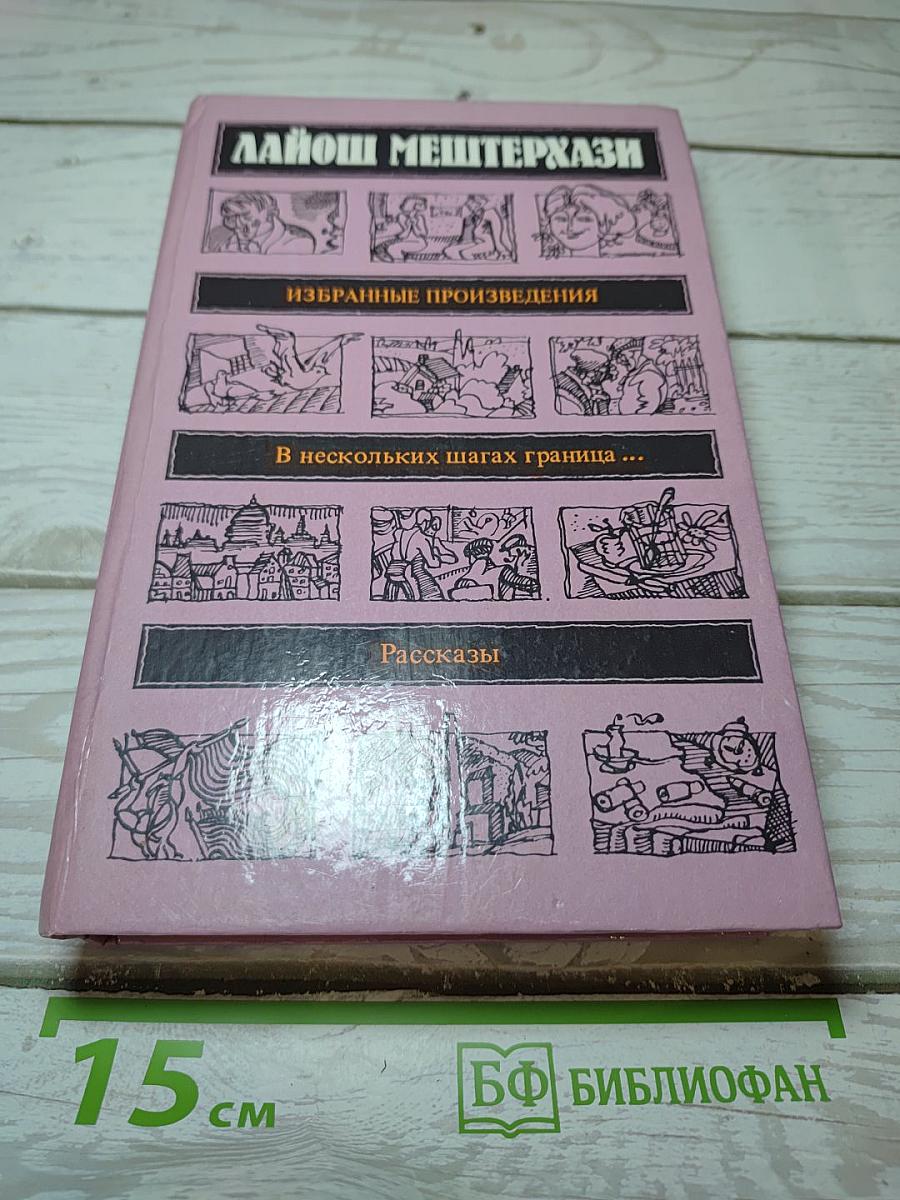 ЛАЙОШ МЕШТЕРХАЗИ
ИЗБРАННЫЕ ПРОИЗВЕДЕНИЯ
В нескольких шагах граница ...
Рассказы
15 см
БФ БИБЛИОФАН